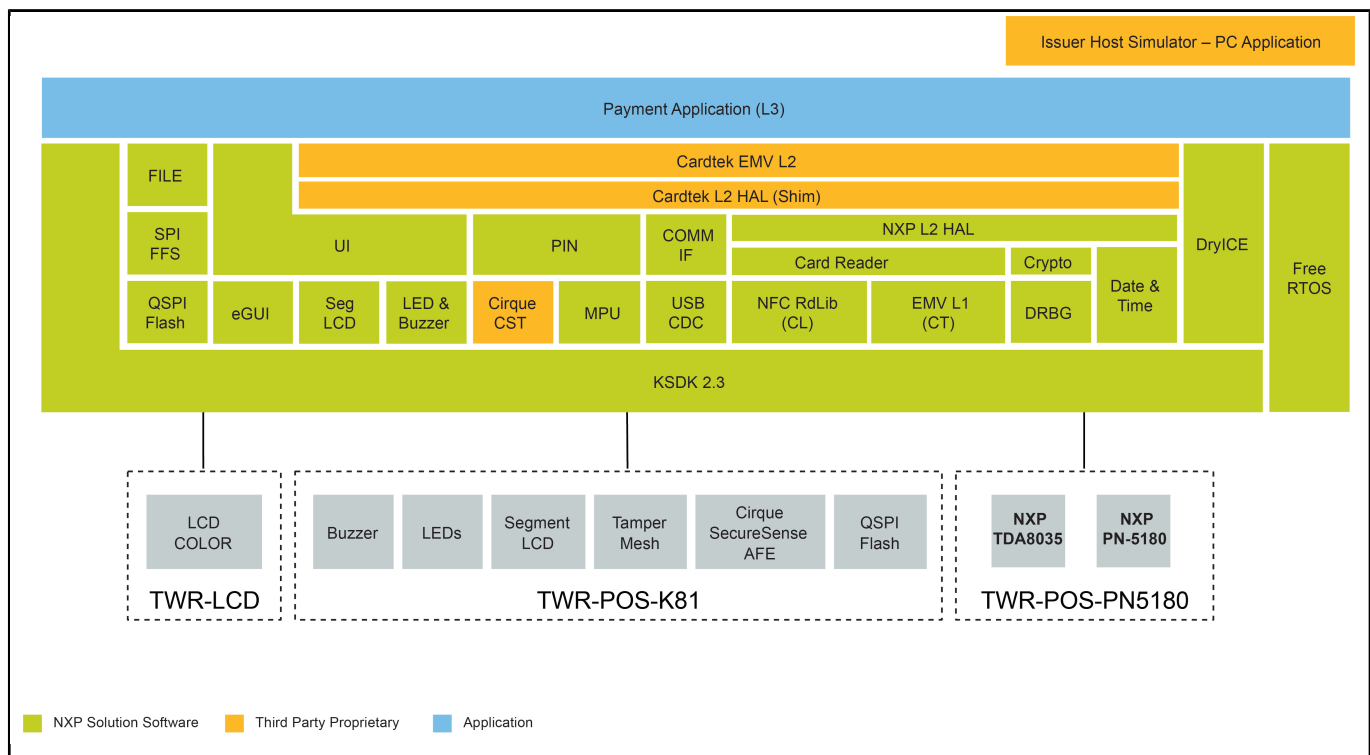 Issuer Host Simulator – PC Application
Payment Application (L3)
Cardtek EMV L2
FILE
Cardtek L2 HAL (Shim)
SPI
FFS
UI
PIN
COMM
IF
NXP L2 HAL
DryICE
Card Reader
Crypto
Free
RTOS
QSPI
Flash
eGUI
Seg
LCD
LED &
Buzzer
Cirque
CST
MPU
USB
CDC
NFC RdLib
(CL)
EMV L1
(CT)
DRBG
Date &
Time
KSDK 2.3
LCD
COLOR
TWR-LCD
Buzzer
LEDs
Segment
LCD
Tamper
Mesh
Cirque
SecureSense
AFE
QSPI
Flash
TWR-POS-K81
NXP
TDA8035
NXP
PN-5180
TWR-POS-PN5180
NXP Solution Software
Third Party Proprietary
Application